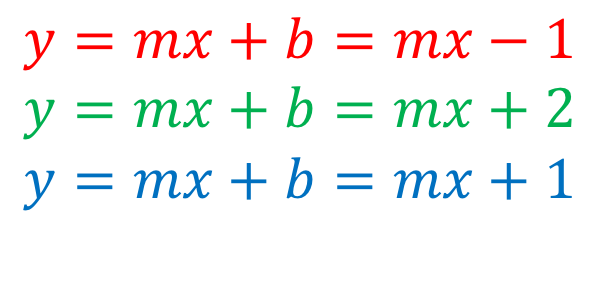 y = mx + b = mx − 1
y = mx + b = mx + 2
y = mx + b = mx + 1